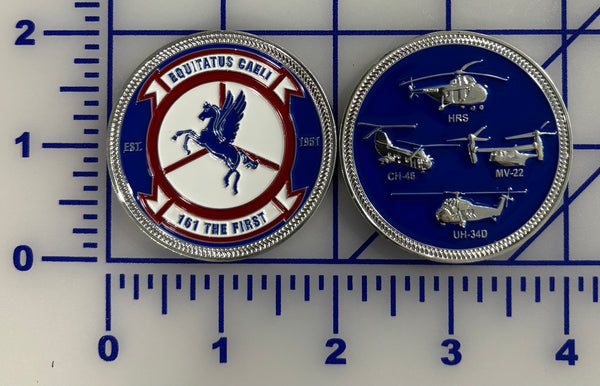 2
1
0
EQUITATUS CAELI
EST. 1951
161 THE FIRST
HRS
CH-46
MV-22
UH-34D
0 1 2 3 4